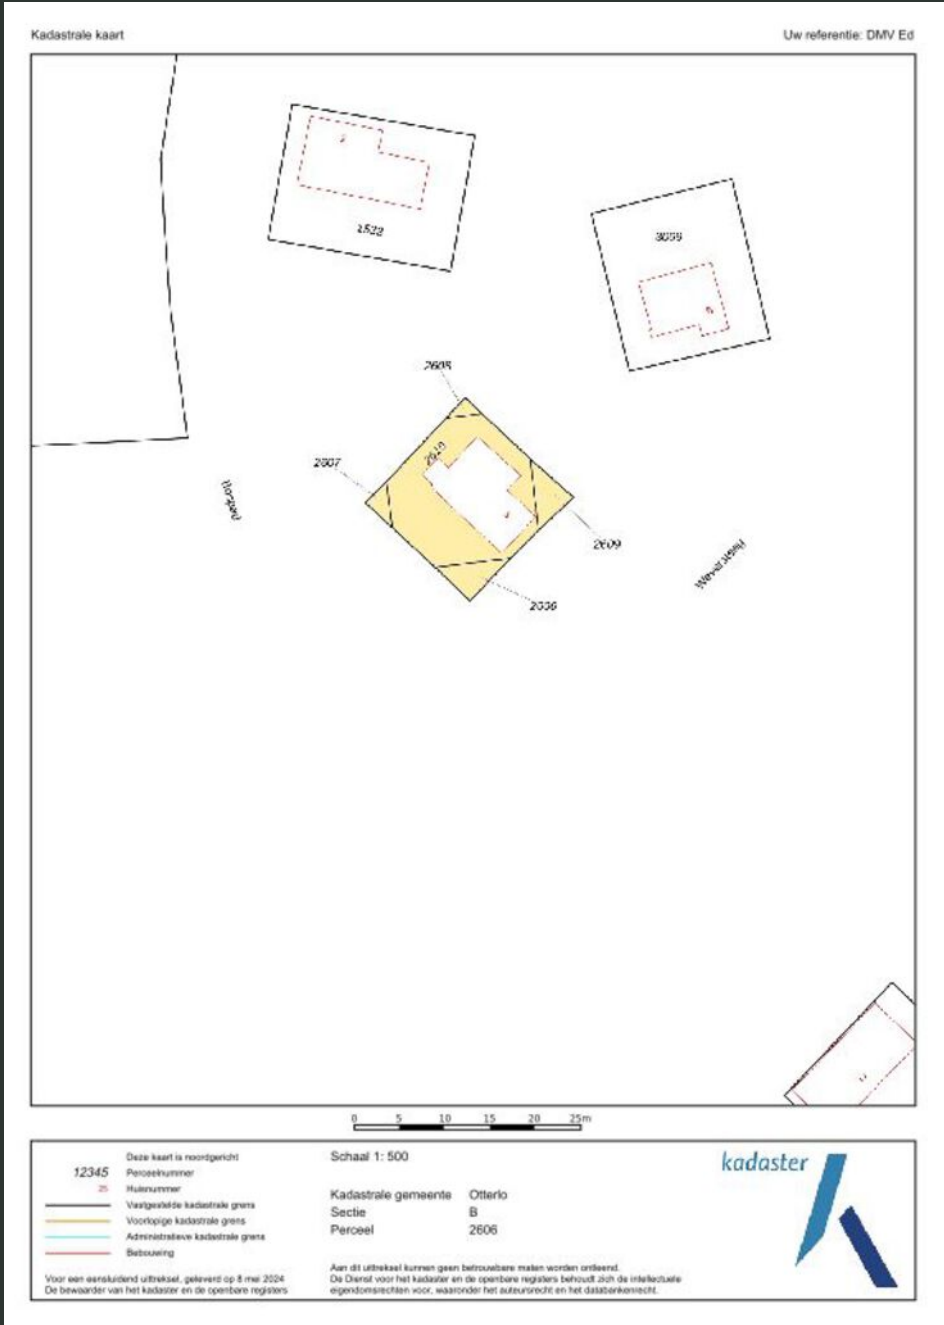 Kadastrale kaart
Uw referentie: DMV Ed
1522
2608
2607
2610
2609
2606
0 5 10 15 20 25m
Deze kaart is noordgericht
12345 Perceelnummer
25 Huisnummer
Vastgestelde kadastrale grens
Voorlopige kadastrale grens
Administratieve kadastrale grens
Bebouwing
Voor een eensluidend uittreksel, geleverd op 8 mei 2024
De bewaarder van het kadaster en de openbare registers
Schaal 1: 500
Kadastrale gemeente Otterlo
Sectie B
Perceel 2606
Aan dit uittreksel kunnen geen betrouwbare maten worden ontleend.
De Dienst voor het kadaster en de openbare registers behoudt zich de intellectuele
eigendomsrechten voor, waaronder het auteursrecht en het databankenrecht.
kadaster